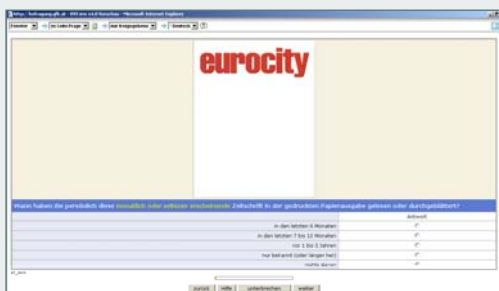 eurocity
Wann haben Sie persönlich diese monatlich oder seltener erscheinende Zeitschrift in der gedruckten Papierausgabe gelesen oder durchgeblättert?
Antwort
in den letzten 6 Monaten
in den letzten 7 bis 12 Monaten
vor 1 bis 2 Jahren
nur bekannt (oder länger her)
nichts davon
zurück Hilfe unterbrechen weiter